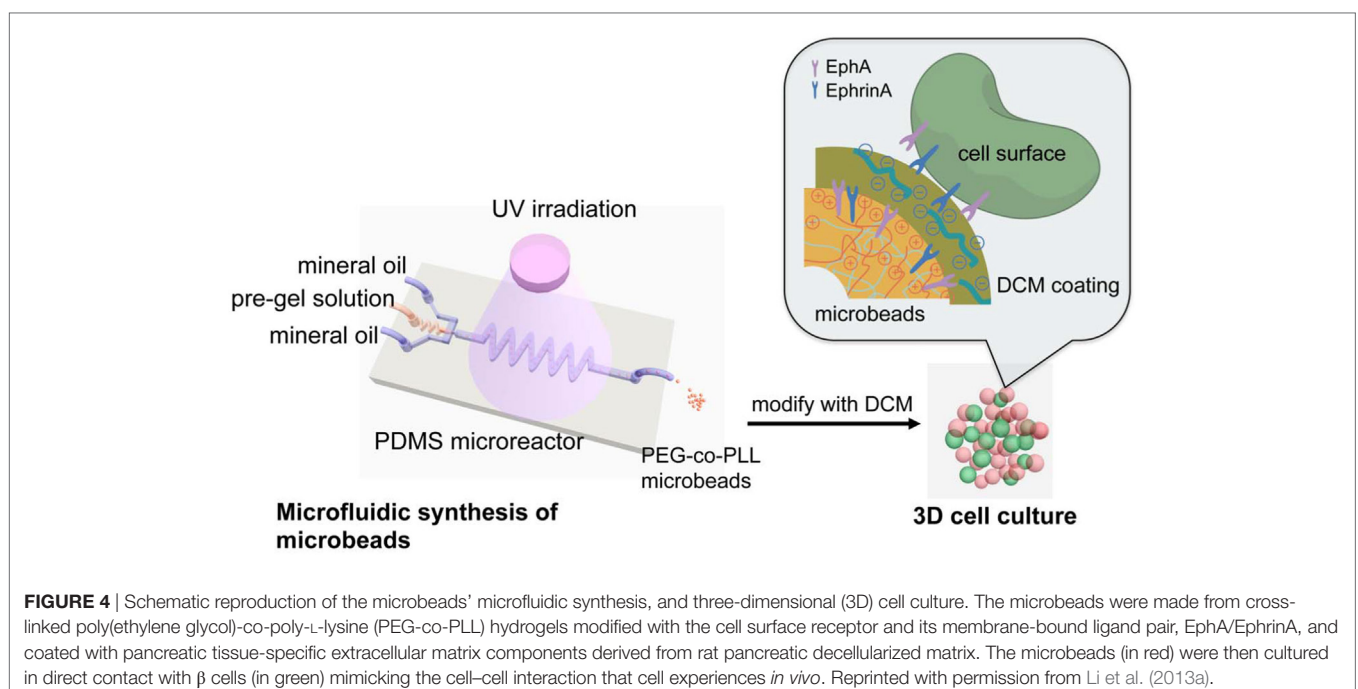 EphA
EphrinA
cell surface
DCM coating
microbeads
UV irradiation
mineral oil
pre-gel solution
mineral oil
PDMS microreactor
PEG-co-PLL
microbeads
modify with DCM
Microfluidic synthesis of
microbeads
3D cell culture
FIGURE 4 | Schematic reproduction of the microbeads’ microfluidic synthesis, and three-dimensional (3D) cell culture. The microbeads were made from cross-
linked poly(ethylene glycol)-co-poly-L-lysine (PEG-co-PLL) hydrogels modified with the cell surface receptor and its membrane-bound ligand pair, EphA/EphrinA, and
coated with pancreatic tissue-specific extracellular matrix components derived from rat pancreatic decellularized matrix. The microbeads (in red) were then cultured
in direct contact with β cells (in green) mimicking the cell–cell interaction that cell experiences in vivo. Reprinted with permission from Li et al. (2013a).